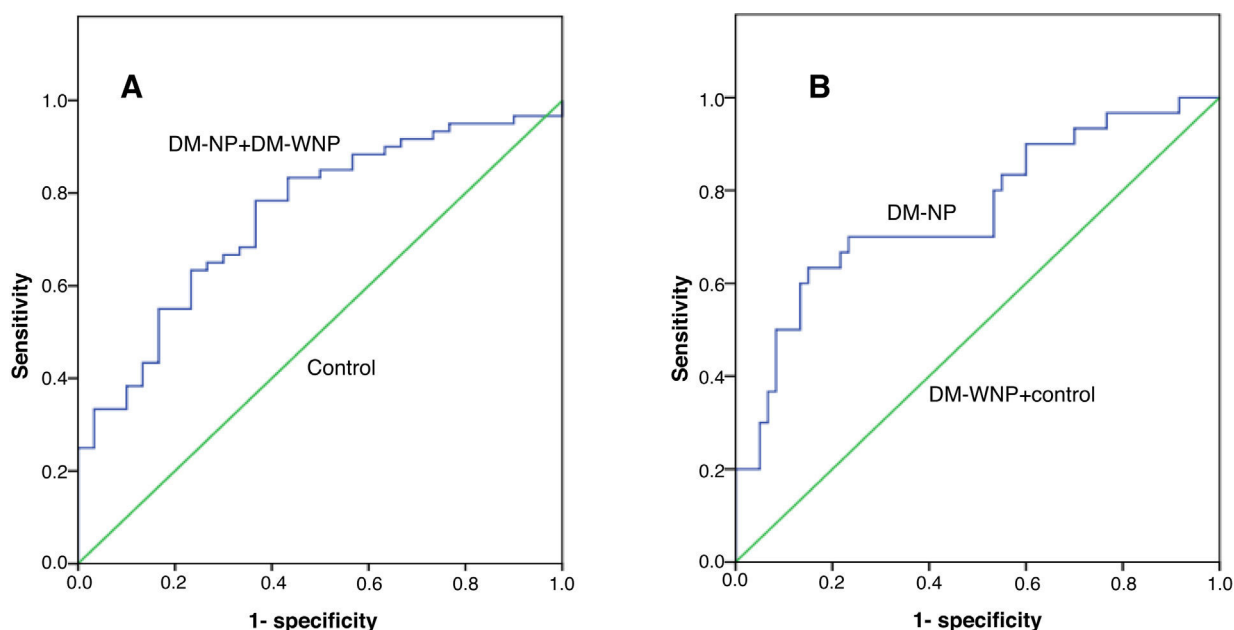 A
1.0
DM-NP+DM-WNP
0.8
0.6
Sensitivity
0.4
Control
0.2
0.0
0.0 0.2 0.4 0.6 0.8 1.0
1- specificity
B
1.0
0.8
DM-NP
0.6
Sensitivity
0.4
DM-WNP+control
0.2
0.0
0.0 0.2 0.4 0.6 0.8 1.0
1- specificity